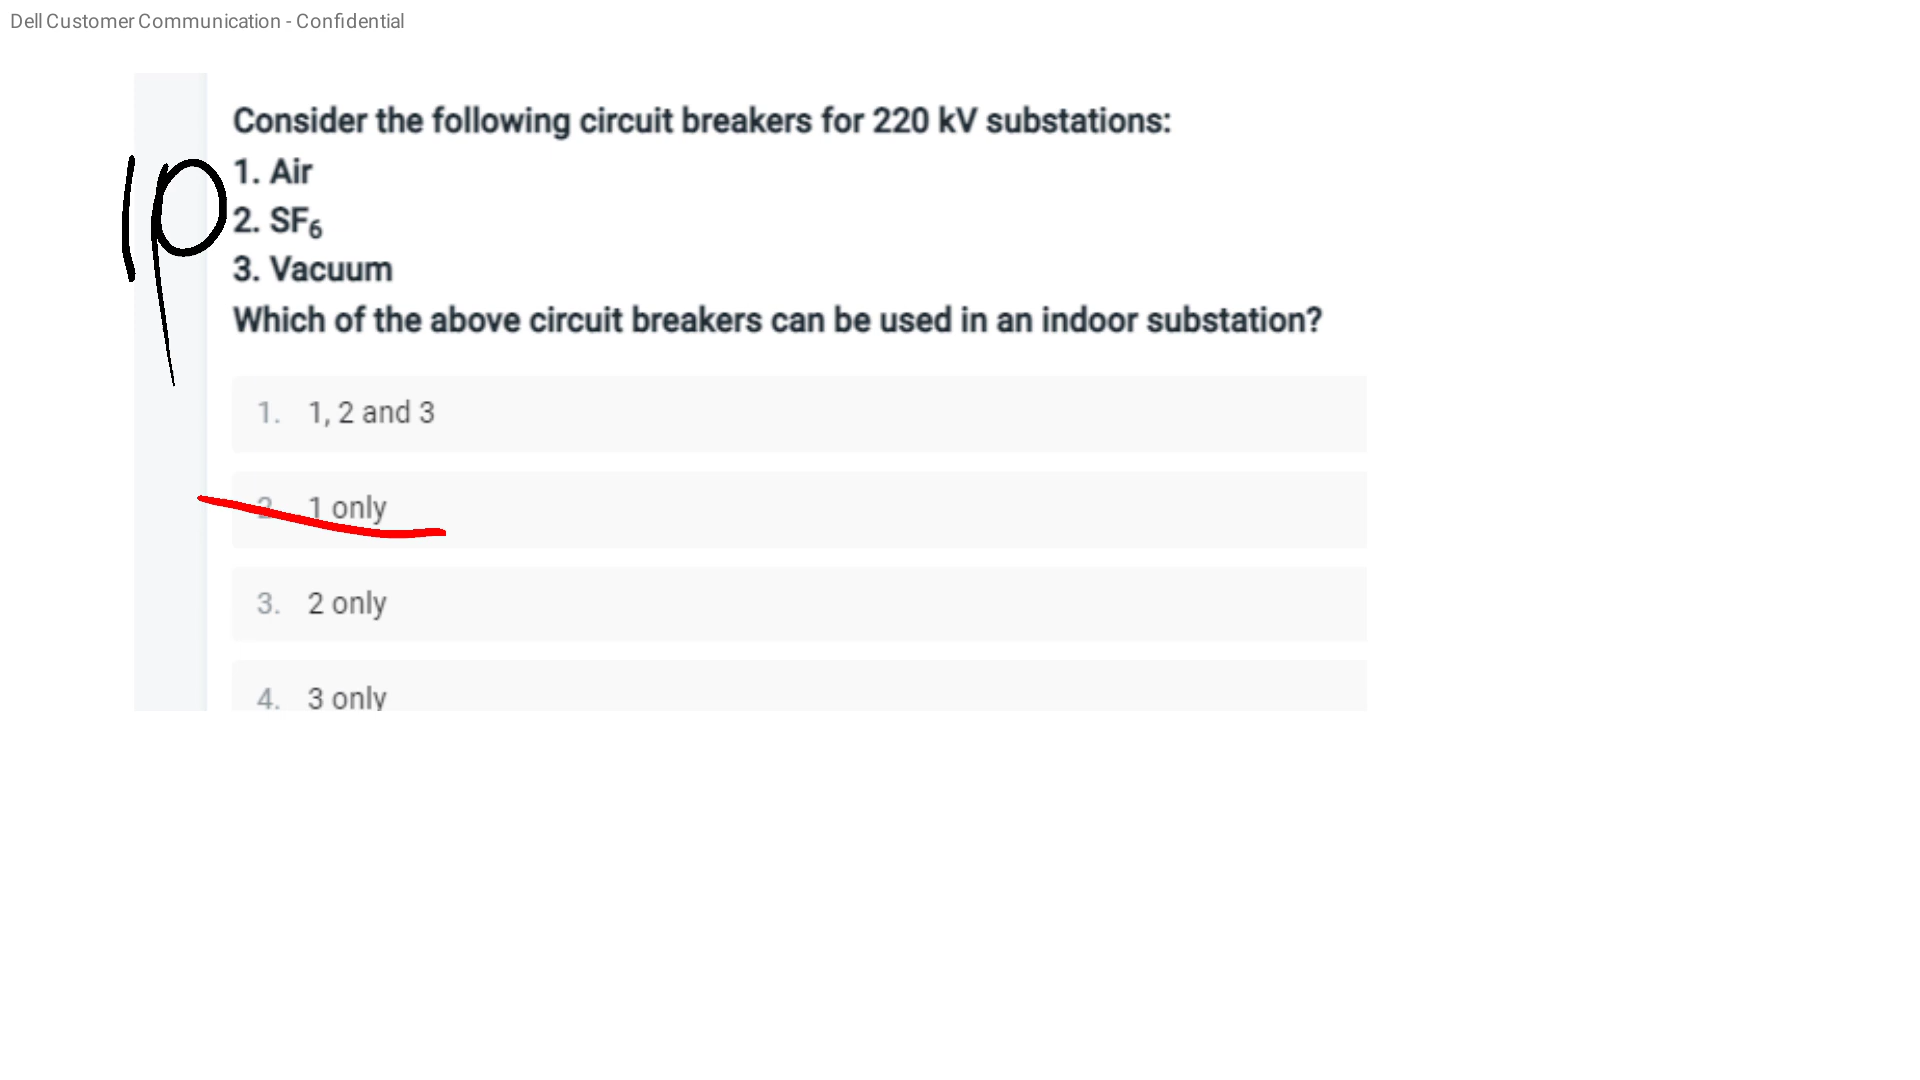 Dell Customer Communication - Confidential
Consider the following circuit breakers for 220 kV substations:
1. Air
2. SF₆
3. Vacuum
Which of the above circuit breakers can be used in an indoor substation?
1. 1, 2 and 3
2. 1 only
3. 2 only
4. 3 only